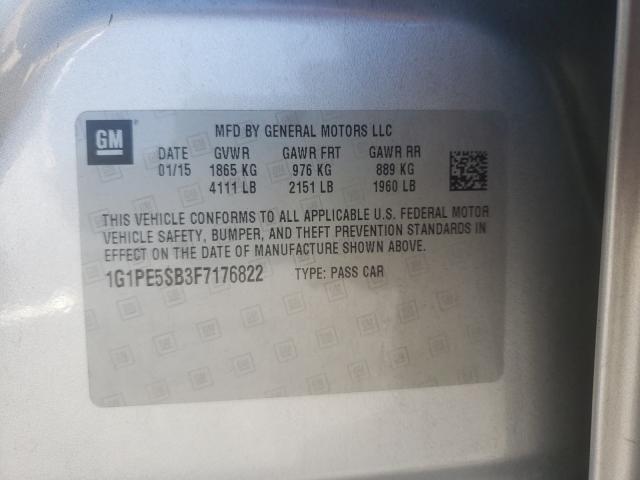 GM
MFD BY GENERAL MOTORS LLC
DATE GVWR GAWR FRT GAWR RR
01/15 1865 KG 976 KG 889 KG
4111 LB 2151 LB 1960 LB
THIS VEHICLE CONFORMS TO ALL APPLICABLE U.S. FEDERAL MOTOR
VEHICLE SAFETY, BUMPER, AND THEFT PREVENTION STANDARDS IN
EFFECT ON THE DATE OF MANUFACTURE SHOWN ABOVE.
1G1PE5SB3F7176822 TYPE: PASS CAR